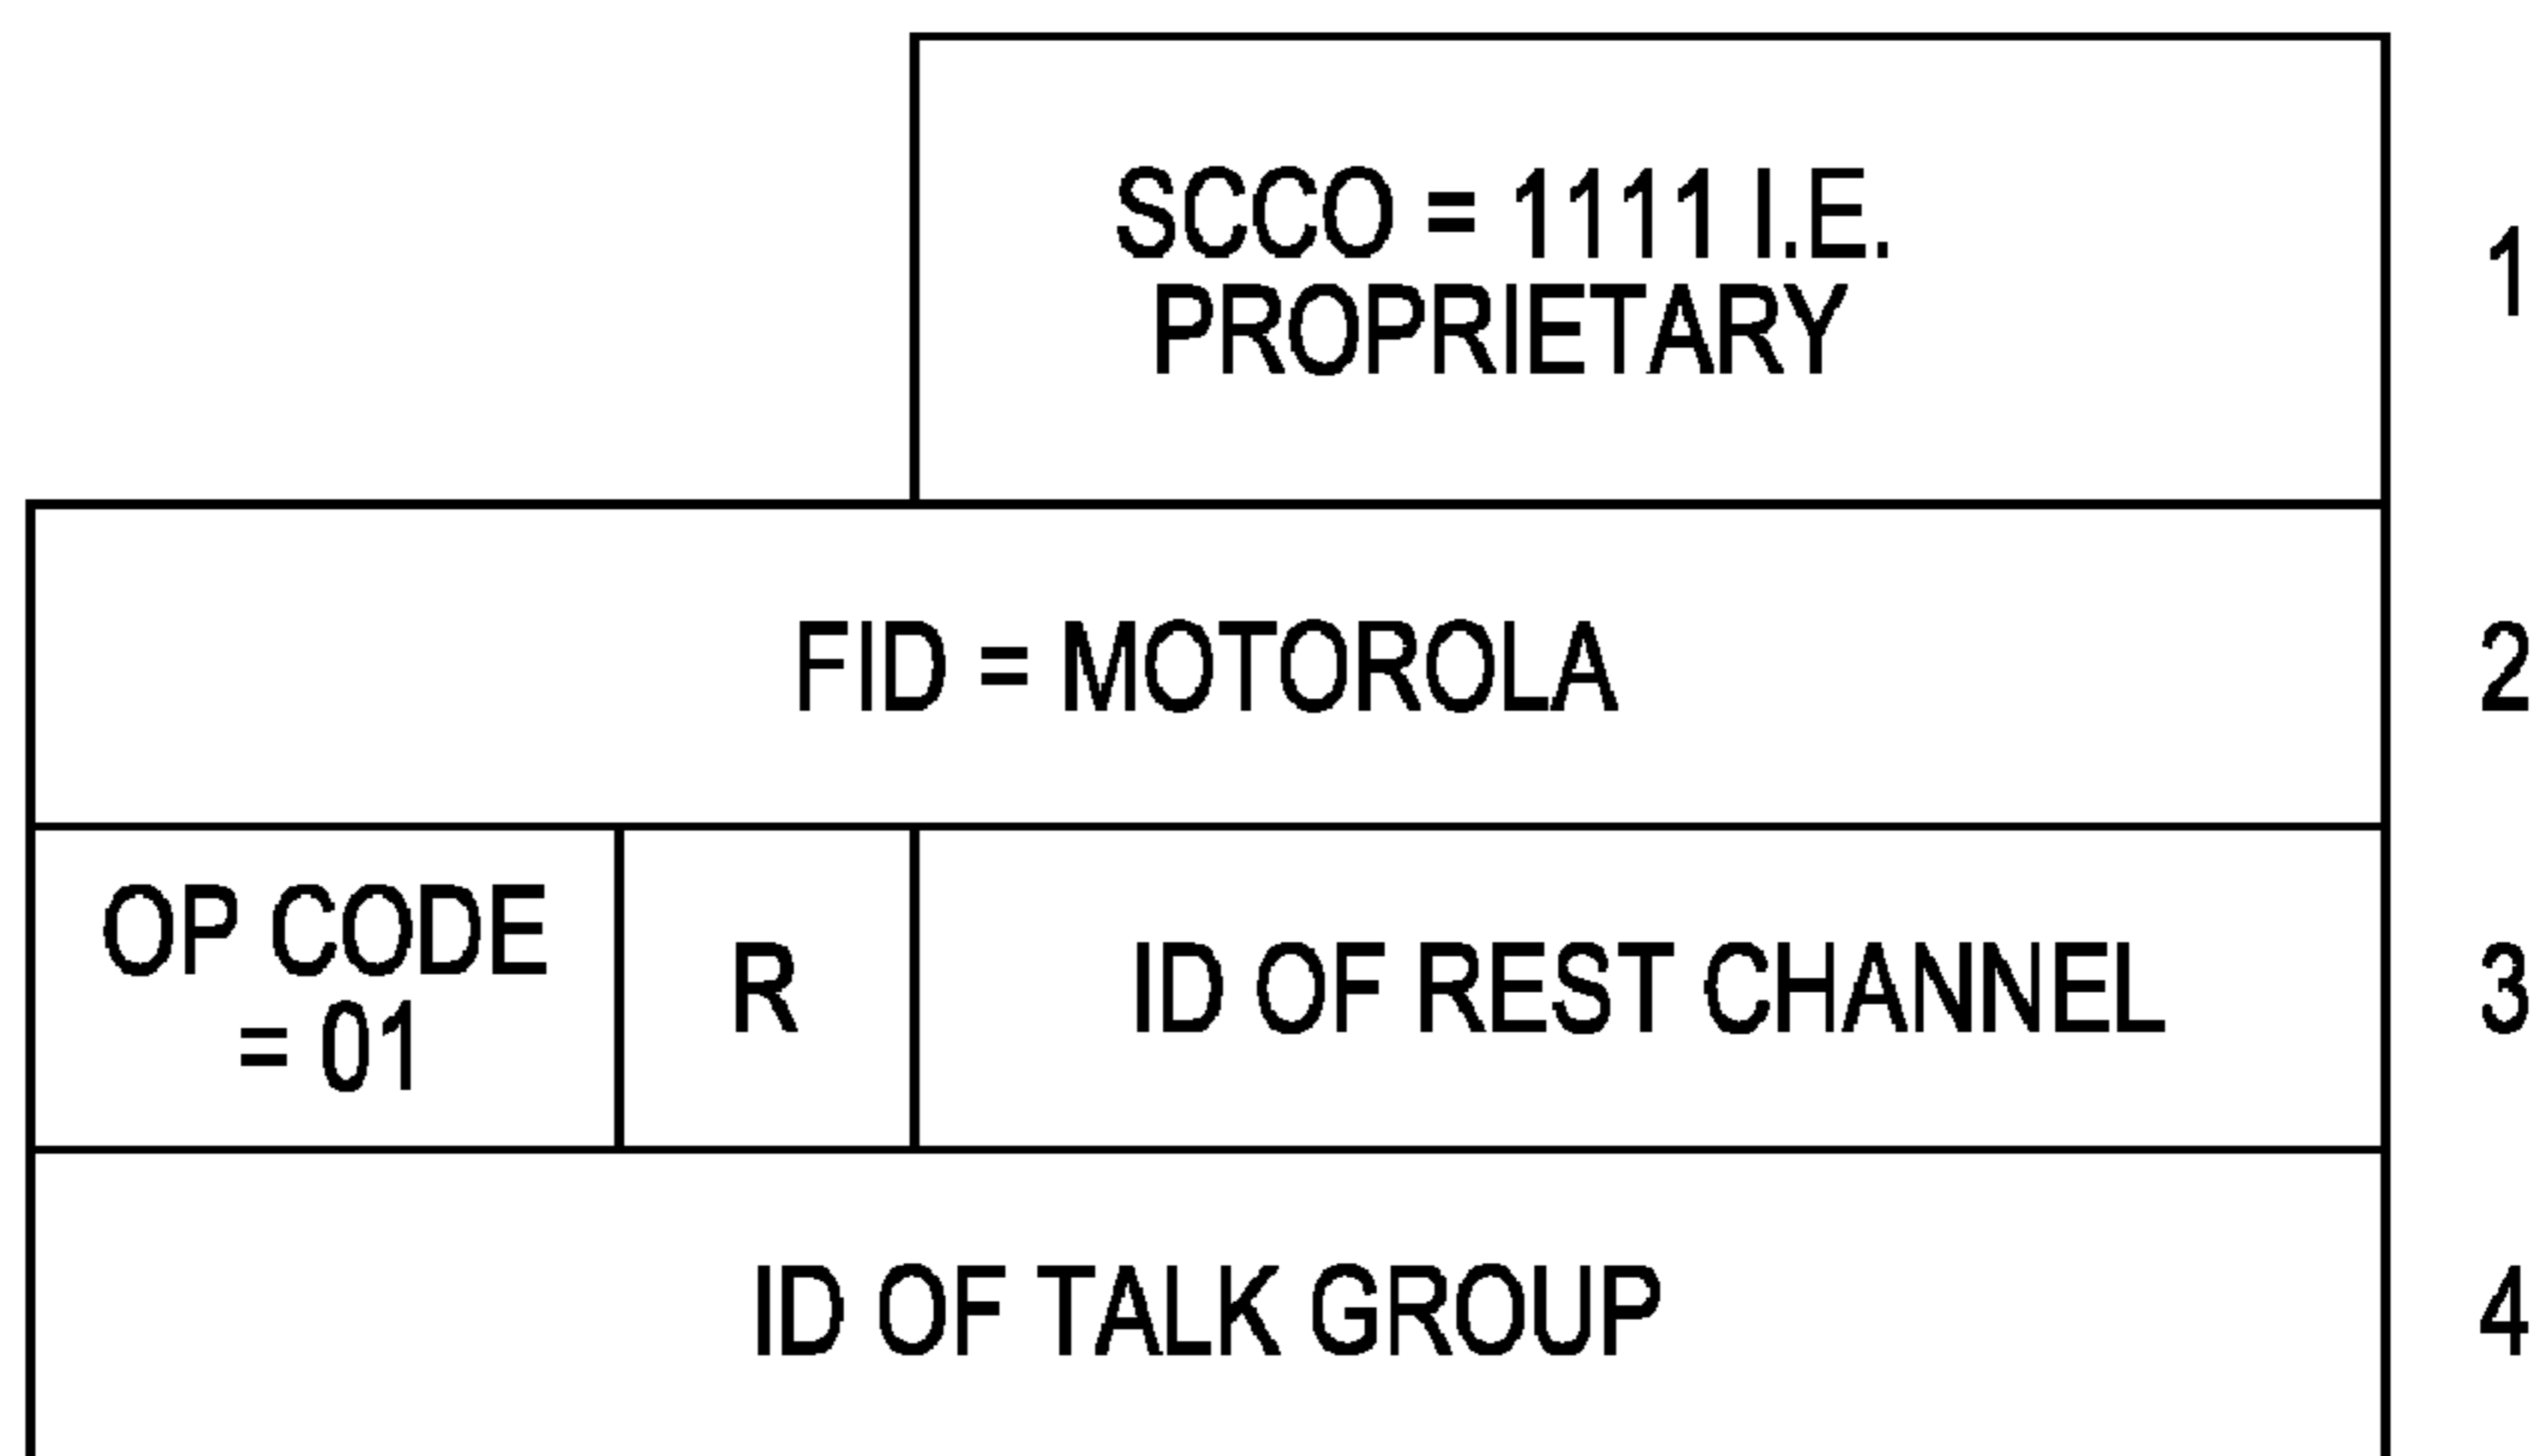 SCCO = 1111 I.E.
PROPRIETARY
1
FID = MOTOROLA
2
OP CODE
= 01
R
ID OF REST CHANNEL
3
ID OF TALK GROUP
4